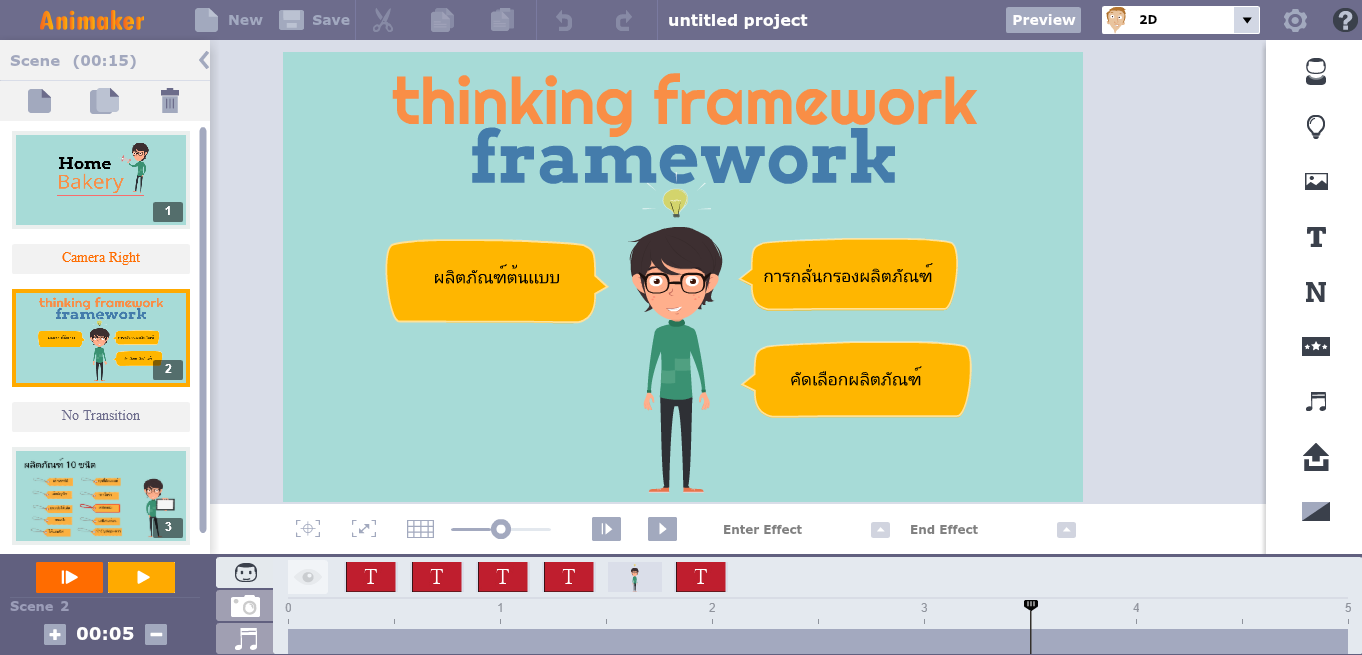 Animaker
New
Save
untitled project
Preview
2D
?
Scene (00:15)
Home
Bakery
1
Camera Right
thinking framework
framework
2
No Transition
ผลิตภัณฑ์ 10 ชนิด
3
thinking framework
framework
ผลิตภัณฑ์ต้นแบบ
การกลั่นกรองผลิตภัณฑ์
คัดเลือกผลิตภัณฑ์
T
N
Enter Effect
End Effect
T T T T T
Scene 2
00:05
0 1 2 3 4 5